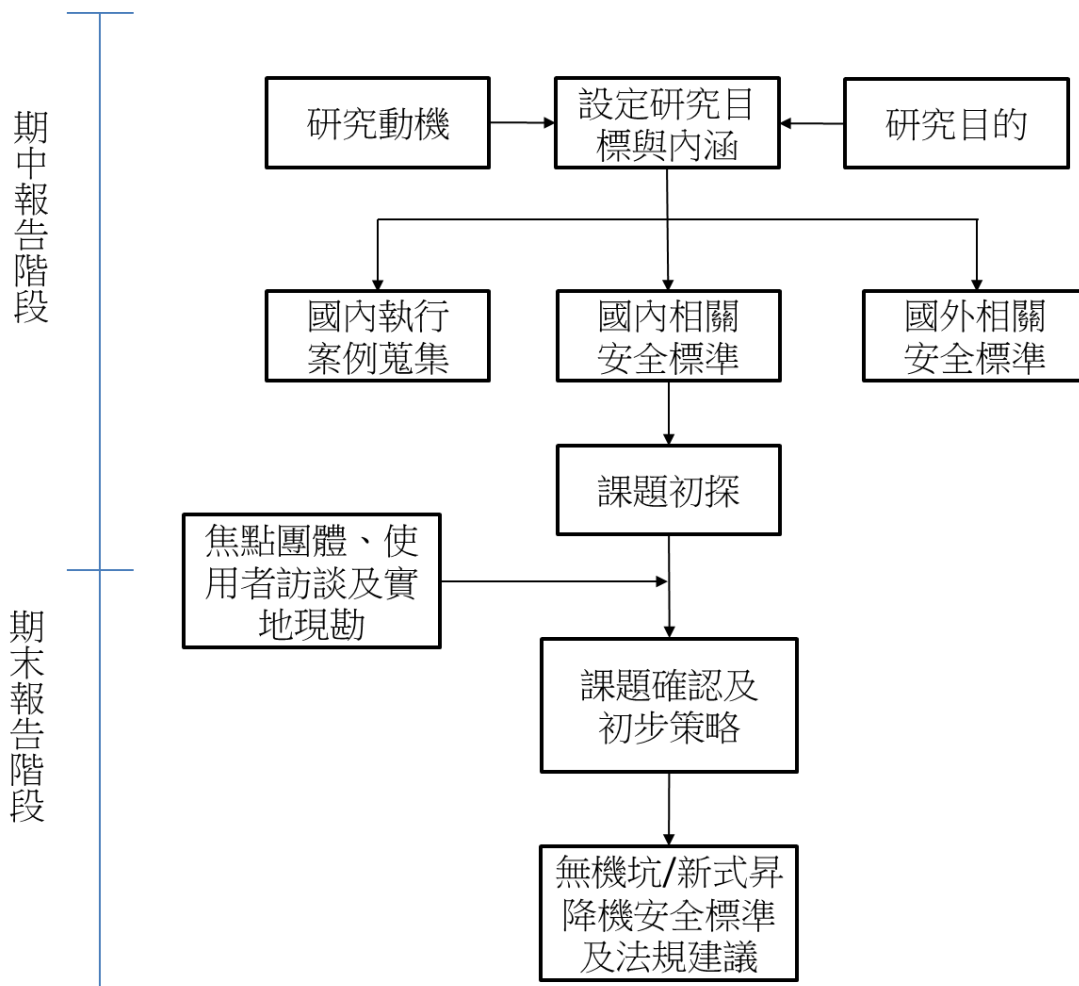 期中報告階段
研究動機
設定研究目
標與內涵
研究目的
國內執行
案例蒐集
國內相關
安全標準
國外相關
安全標準
課題初探
焦點團體、使
用者訪談及實
地現勘
期末報告階段
課題確認及
初步策略
無機坑/新式昇
降機安全標準
及法規建議